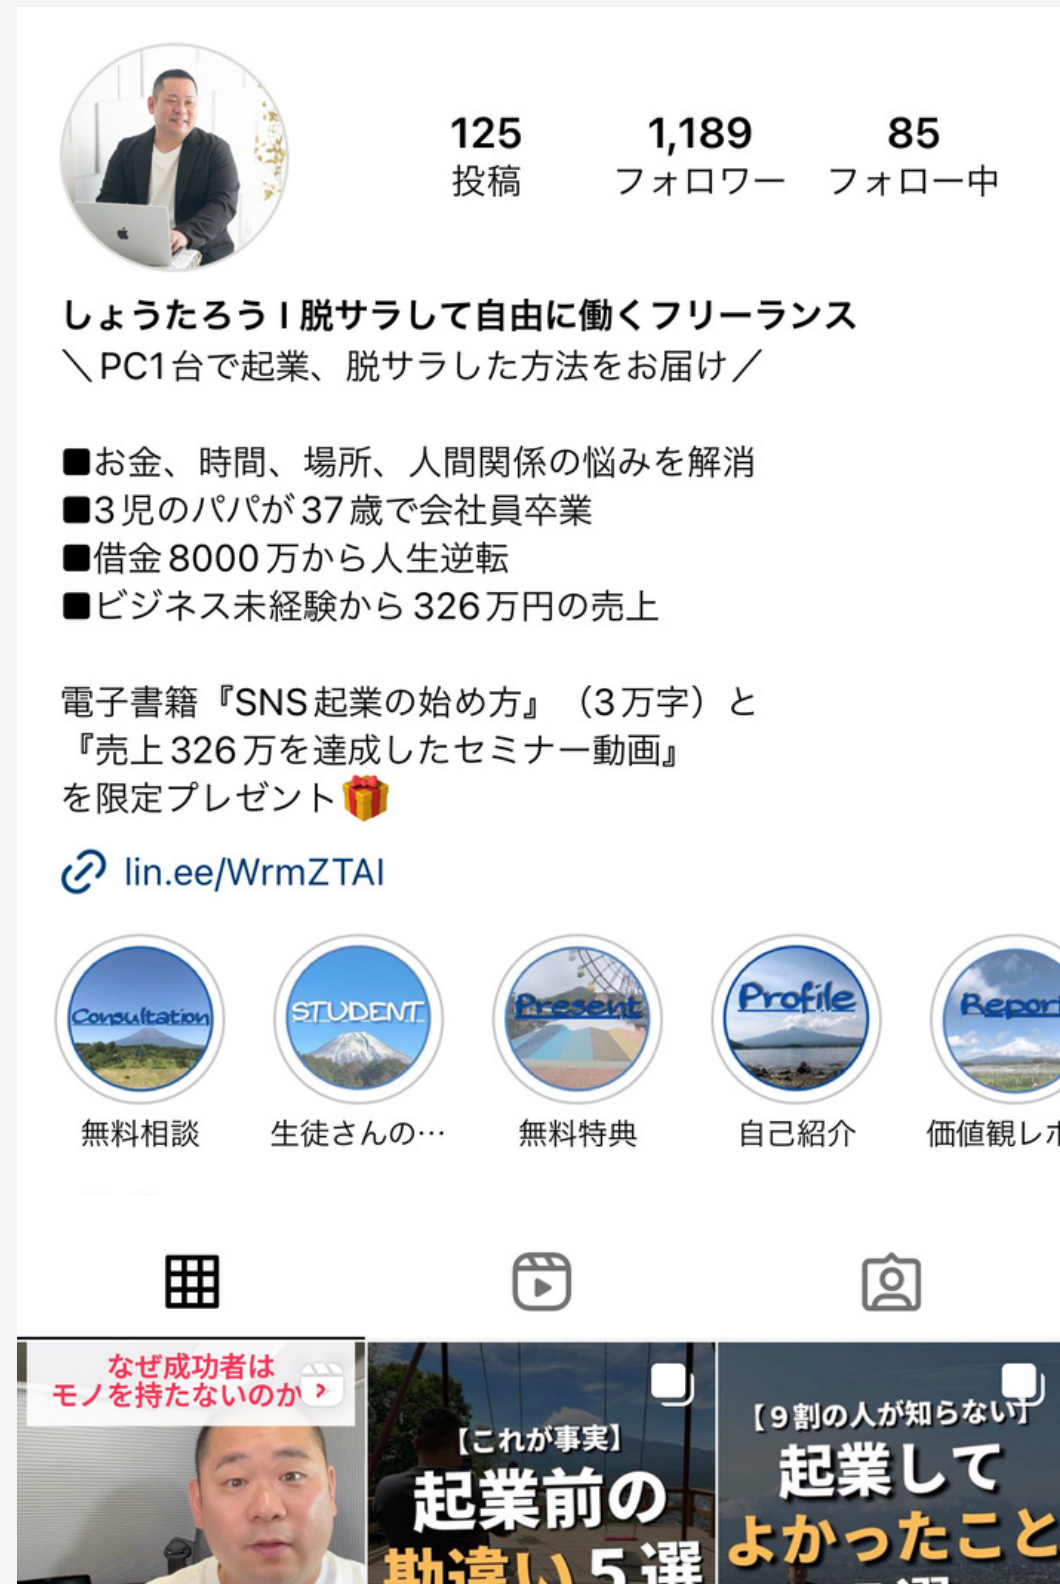 125
投稿
1,189
フォロワー
85
フォロー中
しょうたろう I 脱サラして自由に働くフリーランス
＼PC1台で起業、脱サラした方法をお届け／
■お金、時間、場所、人間関係の悩みを解消
■3児のパパが37歳で会社員卒業
■借金8000万から人生逆転
■ビジネス未経験から326万円の売上
電子書籍『SNS起業の始め方』（3万字）と
『売上326万を達成したセミナー動画』
を限定プレゼント🎁
lin.ee/WrmZTAI
Consultation
STUDENT
Present
Profile
Repor
無料相談
生徒さんの…
無料特典
自己紹介
価値観レポ
なぜ成功者は
モノを持たないのか
【これが事実】
起業前の
勘違い５選
【９割の人が知らない】
起業して
よかったこと